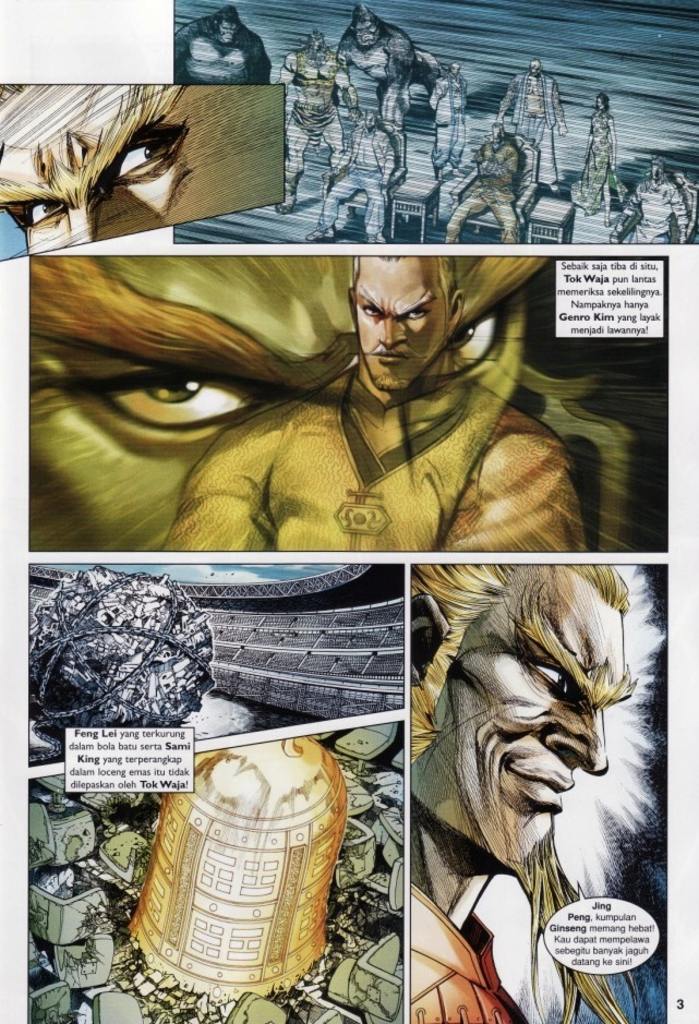 Sebaik saja tiba di situ,
Tok Waja pun lantas
memeriksa sekelilingnya.
Nampaknya hanya
Genro Kim yang layak
menjadi lawannya!
Feng Lei yang terkurung
dalam bola batu serta Sami
King yang terperangkap
dalam loceng emas itu tidak
dilepaskan oleh Tok Waja!
Jing
Peng, kumpulan
Ginseng memang hebat!
Kau dapat mempelawa
sebegitu banyak jaguh
datang ke sini!
3